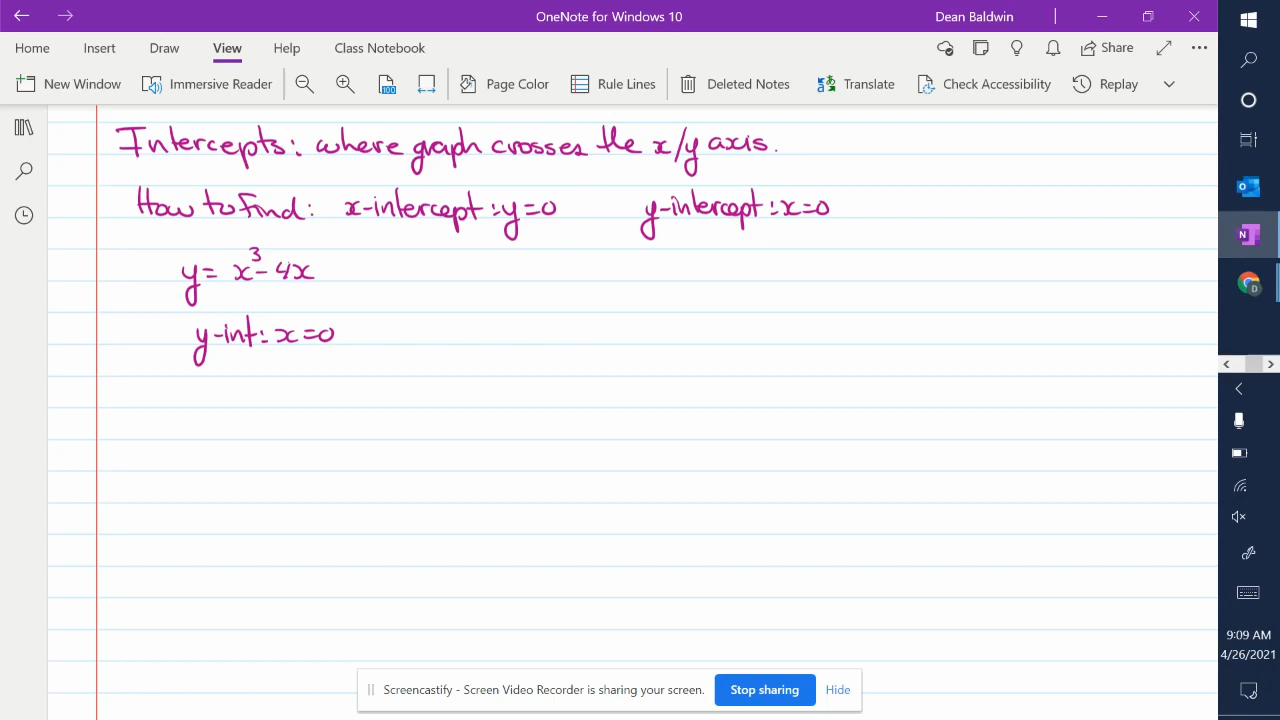 OneNote for Windows 10
Dean Baldwin
Home Insert Draw View Help Class Notebook Share
New Window Immersive Reader Page Color Rule Lines Deleted Notes Translate Check Accessibility Replay
Intercepts: where graph crosses the x/y axis.
How to Find: x-intercept: y=0 y-intercept: x=0
y = x³ - 4x
y-int: x=0
Screencastify - Screen Video Recorder is sharing your screen. Stop sharing Hide
9:09 AM
4/26/2021